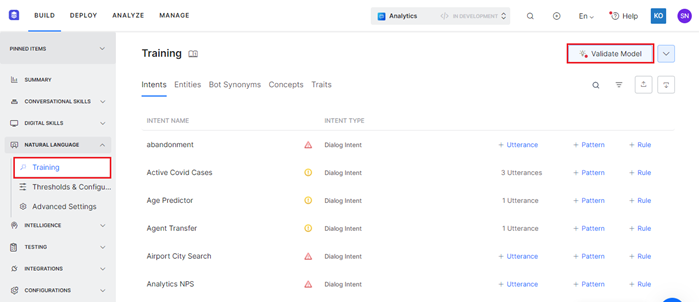 BUILD DEPLOY ANALYZE MANAGE Analytics </> IN DEVELOPMENT En Help KO SN
PINNED ITEMS
SUMMARY
CONVERSATIONAL SKILLS
DIGITAL SKILLS
NATURAL LANGUAGE
Training
Thresholds & Configu...
Advanced Settings
INTELLIGENCE
TESTING
INTEGRATIONS
CONFIGURATIONS
Training Validate Model
Intents Entities Bot Synonyms Concepts Traits
INTENT NAME INTENT TYPE
abandonment Dialog Intent + Utterance + Pattern + Rule
Active Covid Cases Dialog Intent 3 Utterances + Pattern + Rule
Age Predictor Dialog Intent 1 Utterances + Pattern + Rule
Agent Transfer Dialog Intent 1 Utterances + Pattern + Rule
Airport City Search Dialog Intent + Utterance + Pattern + Rule
Analytics NPS Dialog Intent + Utterance + Pattern + Rule